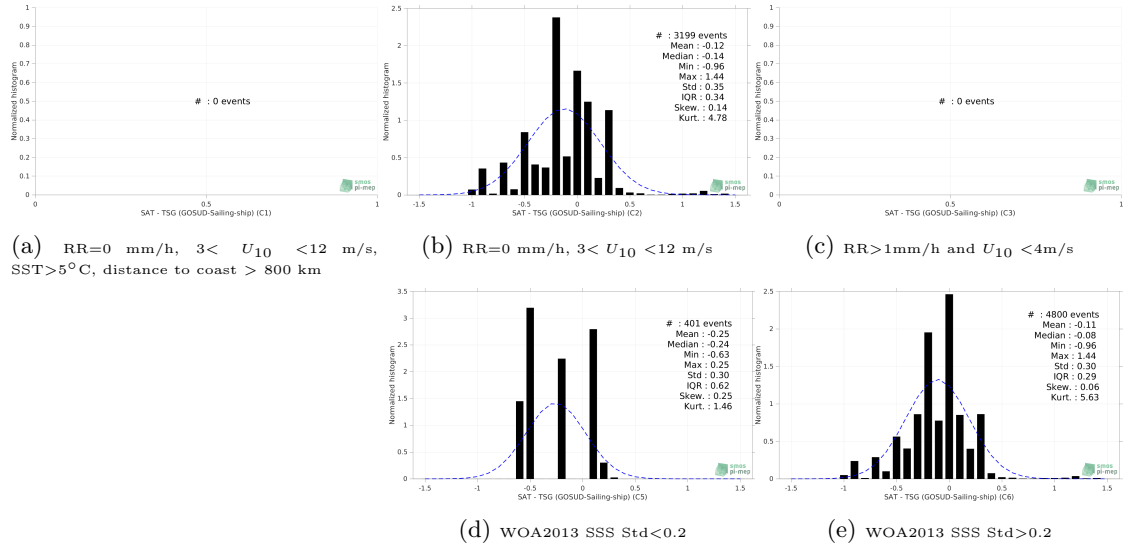 1
0.9
0.8
0.7
0.6
0.5
0.4
0.3
0.2
0.1
0
Normalized histogram
# : 0 events
0 0.5 1
SAT - TSG (GOSUD-Sailing-ship) (C1)
smos
pi-mep
(a) RR=0 mm/h, 3< U10 <12 m/s,
SST>5°C, distance to coast > 800 km
2.5
2
1.5
1
0.5
0
Normalized histogram
# : 3199 events
Mean : -0.12
Median : -0.14
Min : -0.96
Max : 1.44
Std : 0.35
IQR : 0.34
Skew. : 0.14
Kurt. : 4.78
-1.5 -1 -0.5 0 0.5 1 1.5
SAT - TSG (GOSUD-Sailing-ship) (C2)
smos
pi-mep
(b) RR=0 mm/h, 3< U10 <12 m/s
1
0.9
0.8
0.7
0.6
0.5
0.4
0.3
0.2
0.1
0
Normalized histogram
# : 0 events
0 0.5 1
SAT - TSG (GOSUD-Sailing-ship) (C3)
smos
pi-mep
(c) RR>1mm/h and U10 <4m/s
3.5
3
2.5
2
1.5
1
0.5
0
Normalized histogram
# : 401 events
Mean : -0.25
Median : -0.24
Min : -0.63
Max : 0.25
Std : 0.30
IQR : 0.62
Skew. : 0.25
Kurt. : 1.46
-1.5 -1 -0.5 0 0.5 1 1.5
SAT - TSG (GOSUD-Sailing-ship) (C5)
smos
pi-mep
(d) WOA2013 SSS Std<0.2
2.5
2
1.5
1
0.5
0
Normalized histogram
# : 4800 events
Mean : -0.11
Median : -0.08
Min : -0.96
Max : 1.44
Std : 0.30
IQR : 0.29
Skew. : 0.06
Kurt. : 5.63
-1.5 -1 -0.5 0 0.5 1 1.5
SAT - TSG (GOSUD-Sailing-ship) (C6)
smos
pi-mep
(e) WOA2013 SSS Std>0.2